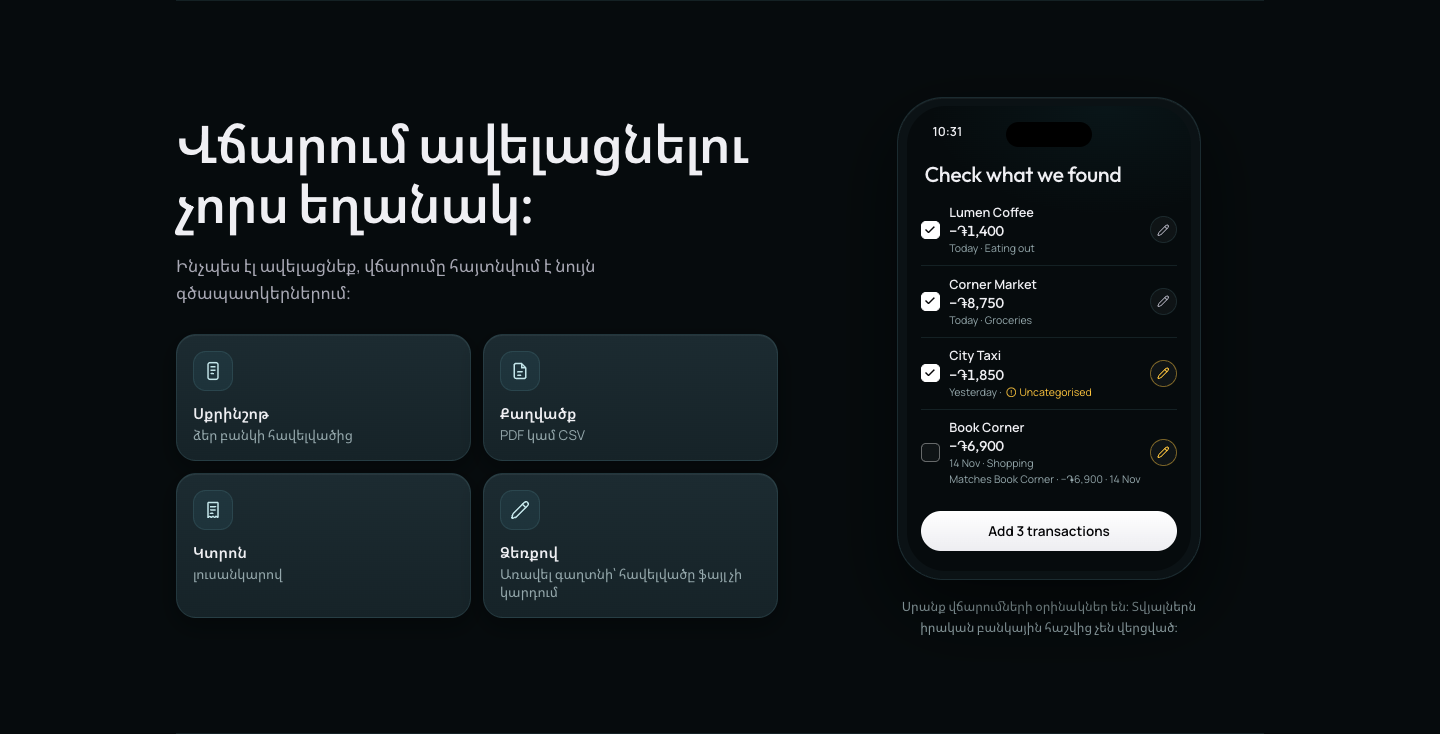 Վճարում ավելացնելու
չորս եղանակ:
Ինչպես էլ ավելացնեք, վճարումը հայտնվում է նույն
գծապատկերներում:
Սքրինշոթ
ձեր բանկի հավելվածից
Քաղվածք
PDF կամ CSV
Կտրոն
լուսանկարով
Ձեռքով
Առավել գաղտնի՝ հավելվածը ֆայլ չի
կարդում
10:31
Check what we found
Lumen Coffee
−֏1,400
Today · Eating out
Corner Market
−֏8,750
Today · Groceries
City Taxi
−֏1,850
Yesterday · Uncategorised
Book Corner
−֏6,900
14 Nov · Shopping
Matches Book Corner · −֏6,900 · 14 Nov
Add 3 transactions
Սրանք վճարումների օրինակներ են: Տվյալներն
իրական բանկային հաշվից չեն վերցված: